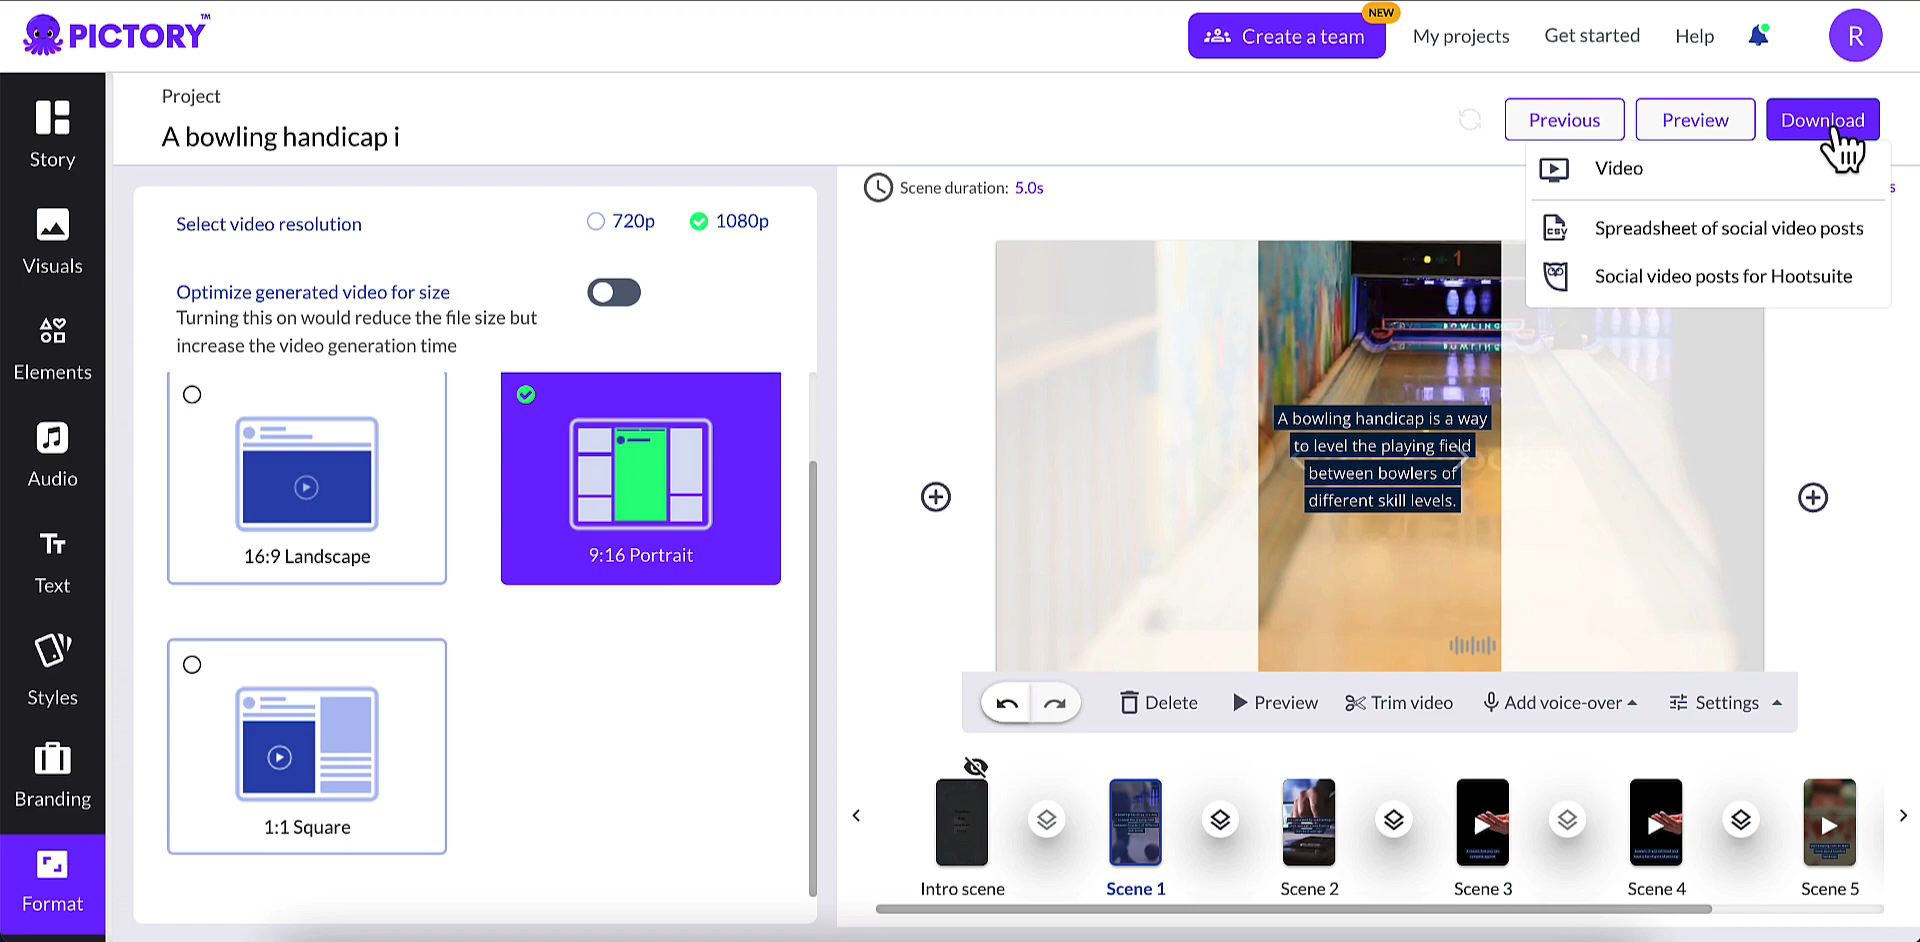 PICTORY™
NEW
Create a team
My projects
Get started
Help
R
Story
Visuals
Elements
Audio
Text
Styles
Branding
Format
Project
A bowling handicap i
Previous
Preview
Download
Video
Spreadsheet of social video posts
Social video posts for Hootsuite
CSV
Select video resolution
720p
1080p
Optimize generated video for size
Turning this on would reduce the file size but
increase the video generation time
16:9 Landscape
9:16 Portrait
1:1 Square
Scene duration: 5.0s
s
1
BOWLING
A bowling handicap is a way
to level the playing field
between bowlers of
different skill levels.
Delete
Preview
Trim video
Add voice-over
Settings
Intro scene
Scene 1
Scene 2
Scene 3
Scene 4
Scene 5